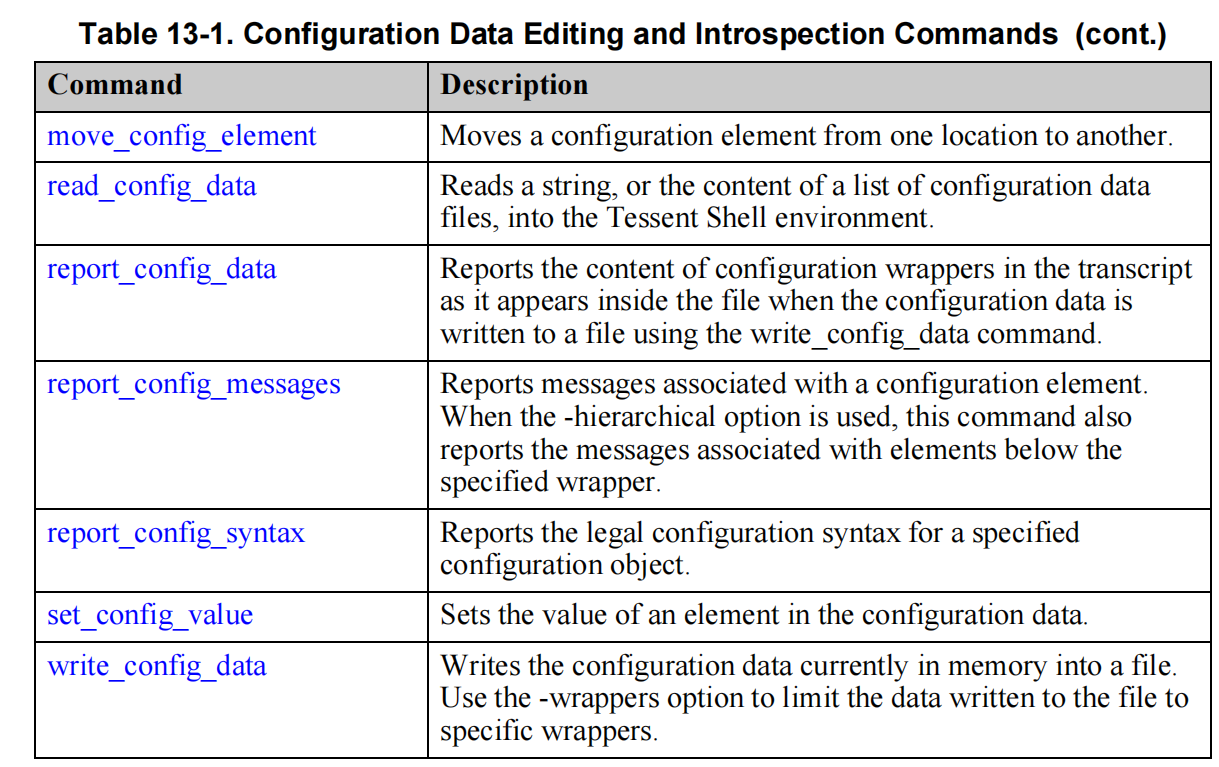 Table 13-1. Configuration Data Editing and Introspection Commands (cont.)
Command Description
move_config_element Moves a configuration element from one location to another.
read_config_data Reads a string, or the content of a list of configuration data
files, into the Tessent Shell environment.
report_config_data Reports the content of configuration wrappers in the transcript
as it appears inside the file when the configuration data is
written to a file using the write_config_data command.
report_config_messages Reports messages associated with a configuration element.
When the -hierarchical option is used, this command also
reports the messages associated with elements below the
specified wrapper.
report_config_syntax Reports the legal configuration syntax for a specified
configuration object.
set_config_value Sets the value of an element in the configuration data.
write_config_data Writes the configuration data currently in memory into a file.
Use the -wrappers option to limit the data written to the file to
specific wrappers.